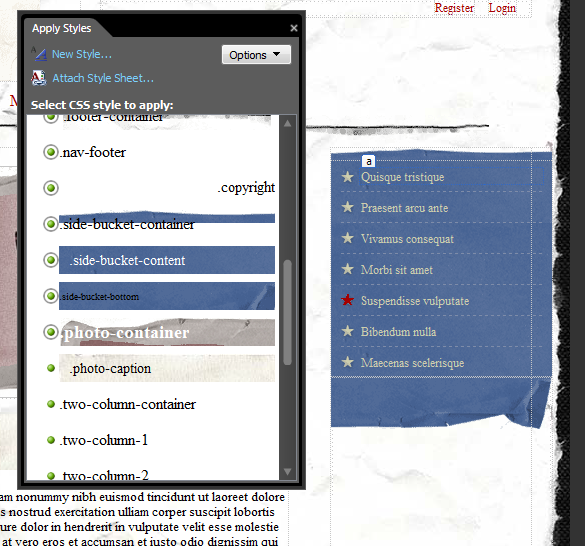 Register Login
Apply Styles
New Style...
Options
Attach Style Sheet...
Select CSS style to apply:
.footer-container
.nav-footer
.copyright
.side-bucket-container
.side-bucket-content
.side-bucket-bottom
.photo-container
.photo-caption
.two-column-container
.two-column-1
.two-column-2
a
Quisque tristique
Praesent arcu ante
Vivamus consequat
Morbi sit amet
Suspendisse vulputate
Bibendum nulla
Maecenas scelerisque
am nonummy nibh euismod tincidunt ut laoreet dolore
s nostrud exercitation ulliam corper suscipit lobortis
ure dolor in hendrerit in vulputate velit esse molestie
at vero eros et accumsan et iusto odio dignissim qui